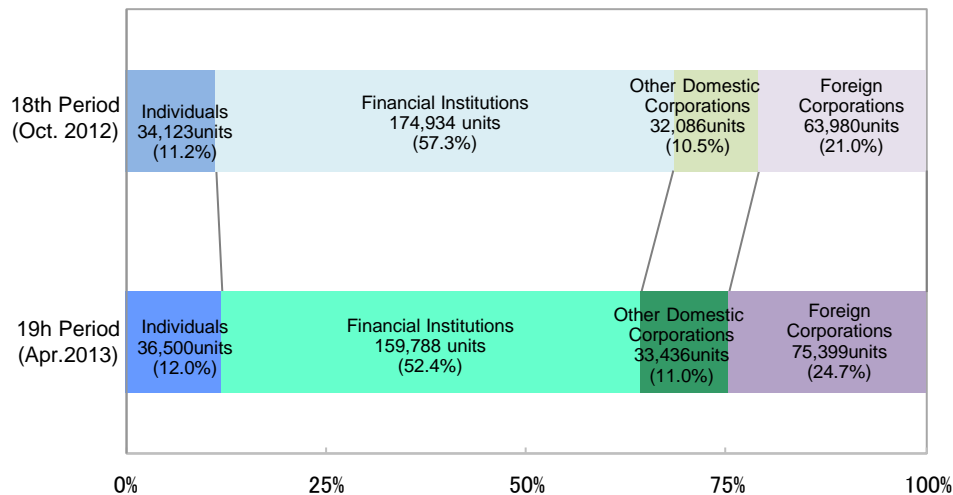 18th Period
(Oct. 2012)
Individuals
34,123units
(11.2%)
Financial Institutions
174,934 units
(57.3%)
Other Domestic
Corporations
32,086units
(10.5%)
Foreign
Corporations
63,980units
(21.0%)
19h Period
(Apr.2013)
Individuals
36,500units
(12.0%)
Financial Institutions
159,788 units
(52.4%)
Other Domestic
Corporations
33,436units
(11.0%)
Foreign
Corporations
75,399units
(24.7%)
0% 25% 50% 75% 100%